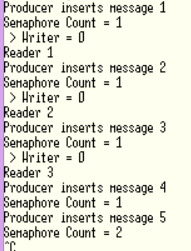 Producer inserts message 1
Semaphore Count = 1
> Writer = 0
Reader 1
Producer inserts message 2
Semaphore Count = 1
> Writer = 0
Reader 2
Producer inserts message 3
Semaphore Count = 1
> Writer = 0
Reader 3
Producer inserts message 4
Semaphore Count = 1
Producer inserts message 5
Semaphore Count = 2
^C